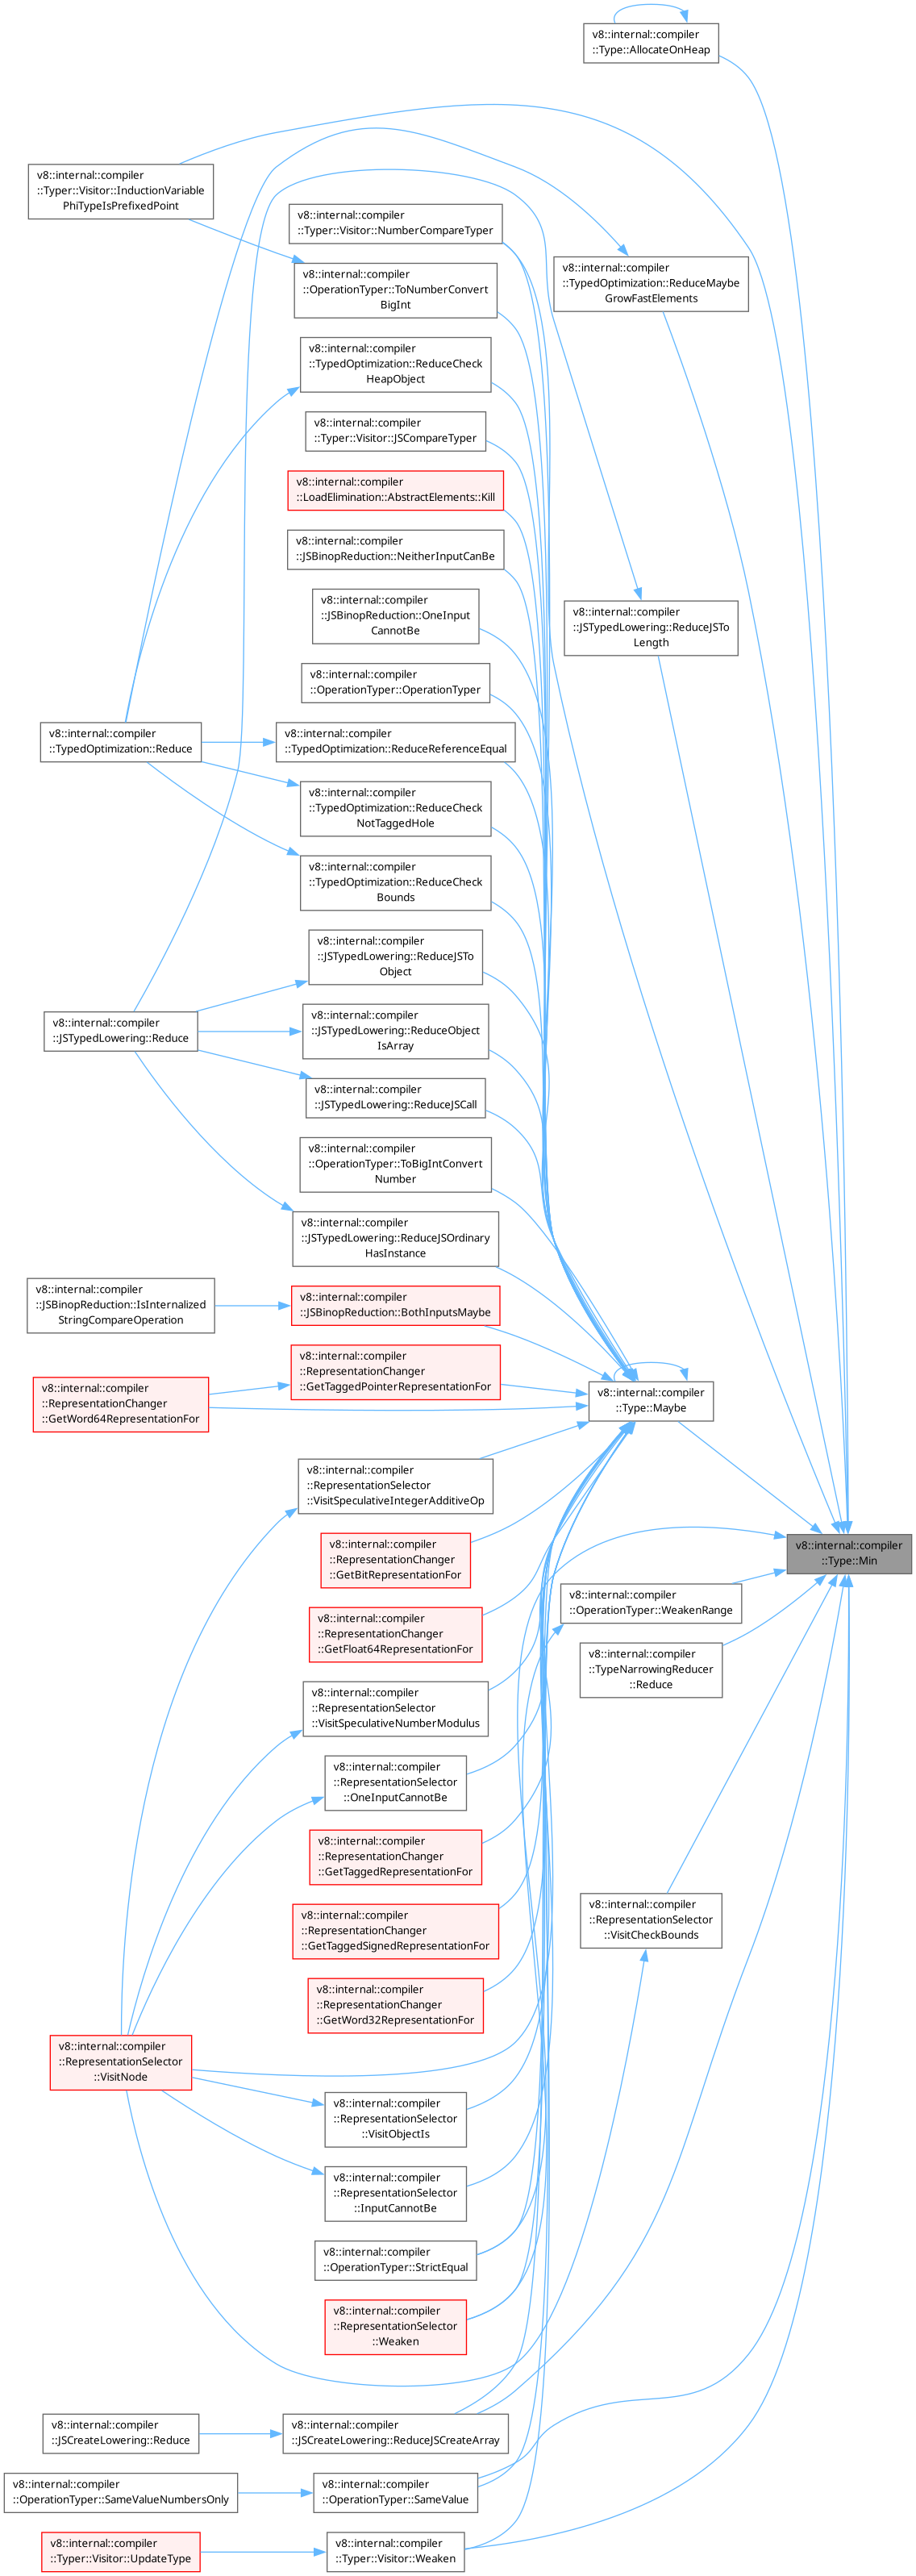 v8::internal::compiler
::Type::AllocateOnHeap
v8::internal::compiler
::Typer::Visitor::InductionVariable
PhiTypeIsPrefixedPoint
v8::internal::compiler
::Typer::Visitor::NumberCompareTyper
v8::internal::compiler
::TypedOptimization::ReduceMaybe
GrowFastElements
v8::internal::compiler
::OperationTyper::ToNumberConvert
BigInt
v8::internal::compiler
::TypedOptimization::ReduceCheck
HeapObject
v8::internal::compiler
::Typer::Visitor::JSCompareTyper
v8::internal::compiler
::LoadElimination::AbstractElements::Kill
v8::internal::compiler
::JSBinopReduction::NeitherInputCanBe
v8::internal::compiler
::JSBinopReduction::OneInput
CannotBe
v8::internal::compiler
::JSTypedLowering::ReduceJSTo
Length
v8::internal::compiler
::OperationTyper::OperationTyper
v8::internal::compiler
::TypedOptimization::Reduce
v8::internal::compiler
::TypedOptimization::ReduceReferenceEqual
v8::internal::compiler
::TypedOptimization::ReduceCheck
NotTaggedHole
v8::internal::compiler
::TypedOptimization::ReduceCheck
Bounds
v8::internal::compiler
::JSTypedLowering::ReduceJSTo
Object
v8::internal::compiler
::JSTypedLowering::Reduce
v8::internal::compiler
::JSTypedLowering::ReduceObject
IsArray
v8::internal::compiler
::JSTypedLowering::ReduceJSCall
v8::internal::compiler
::OperationTyper::ToBigIntConvert
Number
v8::internal::compiler
::JSTypedLowering::ReduceJSOrdinary
HasInstance
v8::internal::compiler
::JSBinopReduction::IsInternalized
StringCompareOperation
v8::internal::compiler
::JSBinopReduction::BothInputsMaybe
v8::internal::compiler
::RepresentationChanger
::GetTaggedPointerRepresentationFor
v8::internal::compiler
::RepresentationChanger
::GetWord64RepresentationFor
v8::internal::compiler
::Type::Maybe
v8::internal::compiler
::RepresentationSelector
::VisitSpeculativeIntegerAdditiveOp
v8::internal::compiler
::RepresentationChanger
::GetBitRepresentationFor
v8::internal::compiler
::Type::Min
v8::internal::compiler
::OperationTyper::WeakenRange
v8::internal::compiler
::RepresentationChanger
::GetFloat64RepresentationFor
v8::internal::compiler
::TypeNarrowingReducer
::Reduce
v8::internal::compiler
::RepresentationSelector
::VisitSpeculativeNumberModulus
v8::internal::compiler
::RepresentationSelector
::OneInputCannotBe
v8::internal::compiler
::RepresentationChanger
::GetTaggedRepresentationFor
v8::internal::compiler
::RepresentationSelector
::VisitCheckBounds
v8::internal::compiler
::RepresentationChanger
::GetTaggedSignedRepresentationFor
v8::internal::compiler
::RepresentationChanger
::GetWord32RepresentationFor
v8::internal::compiler
::RepresentationSelector
::VisitNode
v8::internal::compiler
::RepresentationSelector
::VisitObjectIs
v8::internal::compiler
::RepresentationSelector
::InputCannotBe
v8::internal::compiler
::OperationTyper::StrictEqual
v8::internal::compiler
::RepresentationSelector
::Weaken
v8::internal::compiler
::JSCreateLowering::Reduce
v8::internal::compiler
::JSCreateLowering::ReduceJSCreateArray
v8::internal::compiler
::OperationTyper::SameValueNumbersOnly
v8::internal::compiler
::OperationTyper::SameValue
v8::internal::compiler
::Typer::Visitor::UpdateType
v8::internal::compiler
::Typer::Visitor::Weaken